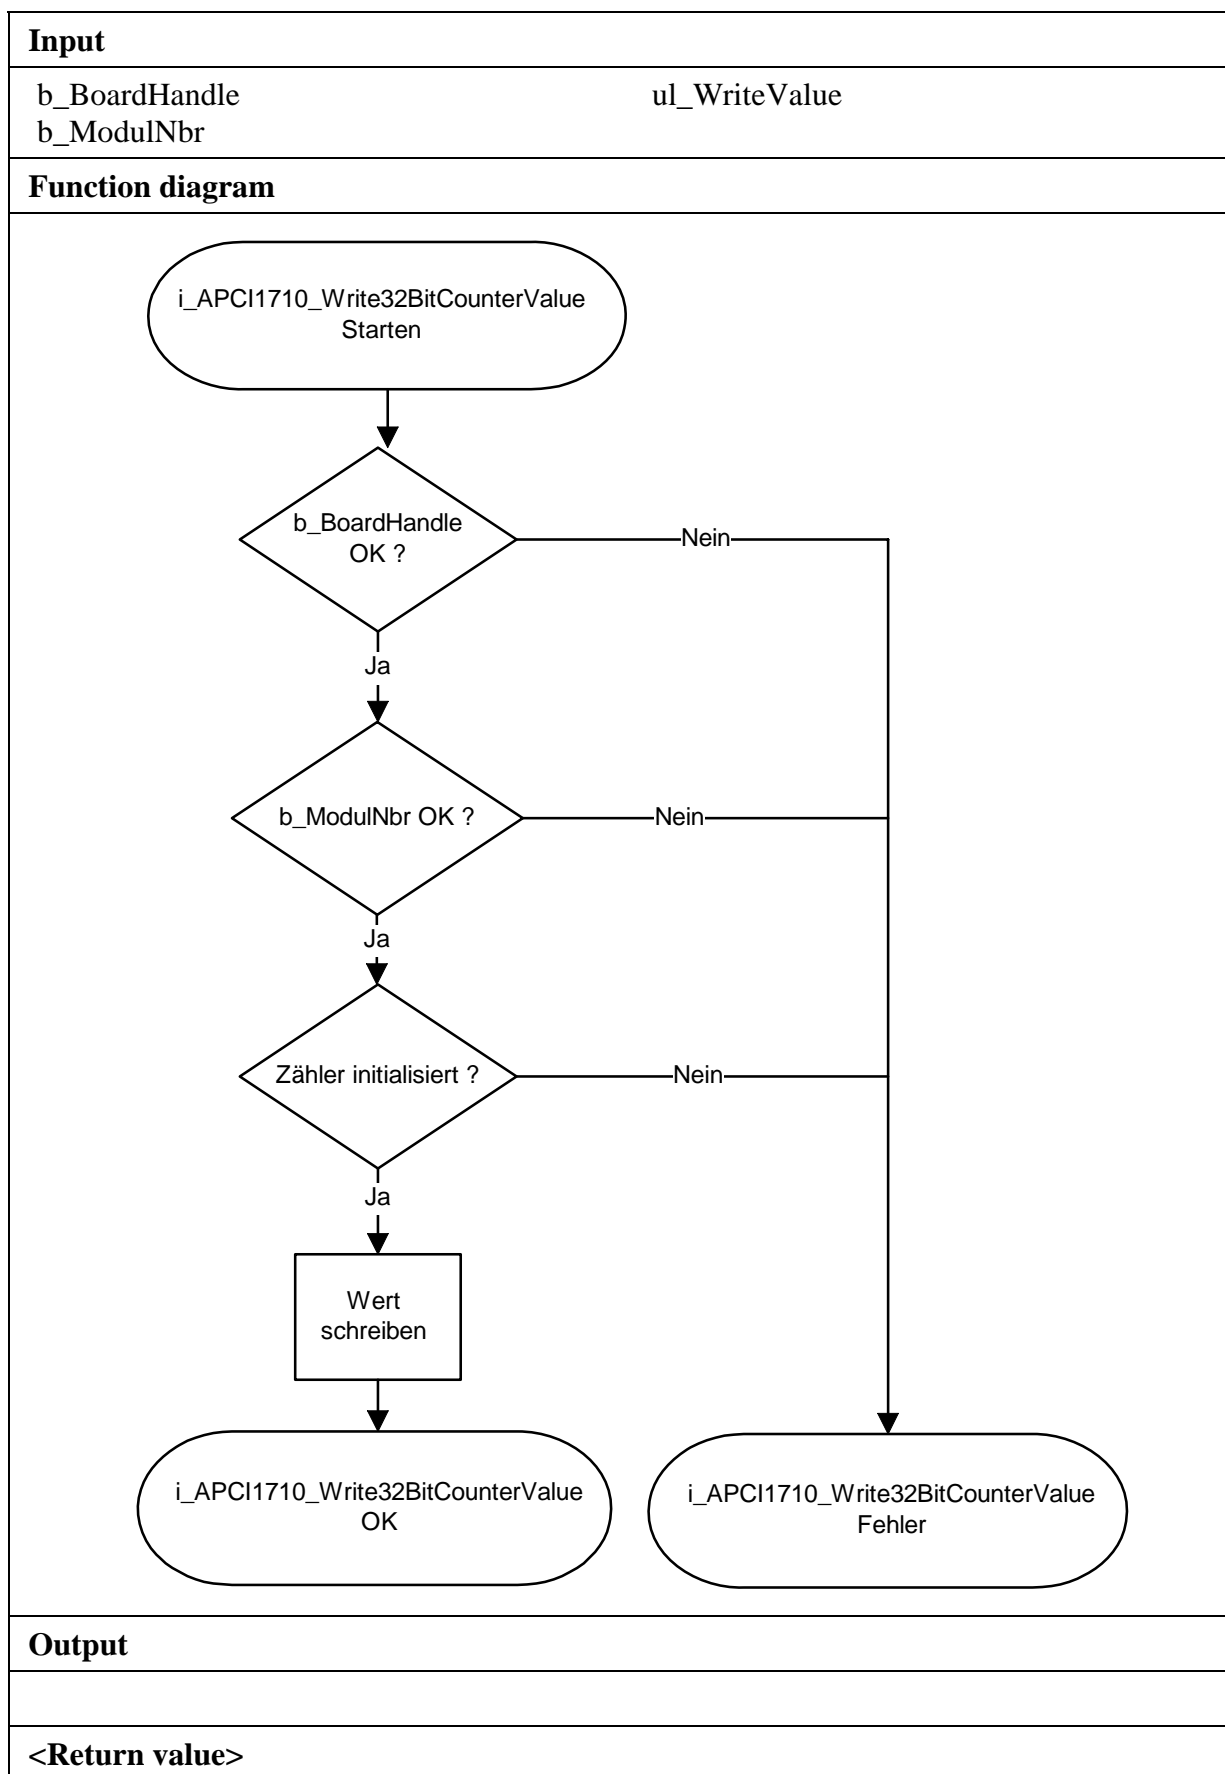 Input
b_BoardHandle ul_WriteValue
b_ModulNbr
Function diagram
i_APCI1710_Write32BitCounterValue
Starten
b_BoardHandle
OK ?
Nein
Ja
b_ModulNbr OK ?
Nein
Ja
Zähler initialisiert ?
Nein
Ja
Wert
schreiben
i_APCI1710_Write32BitCounterValue
OK
i_APCI1710_Write32BitCounterValue
Fehler
Output
<Return value>